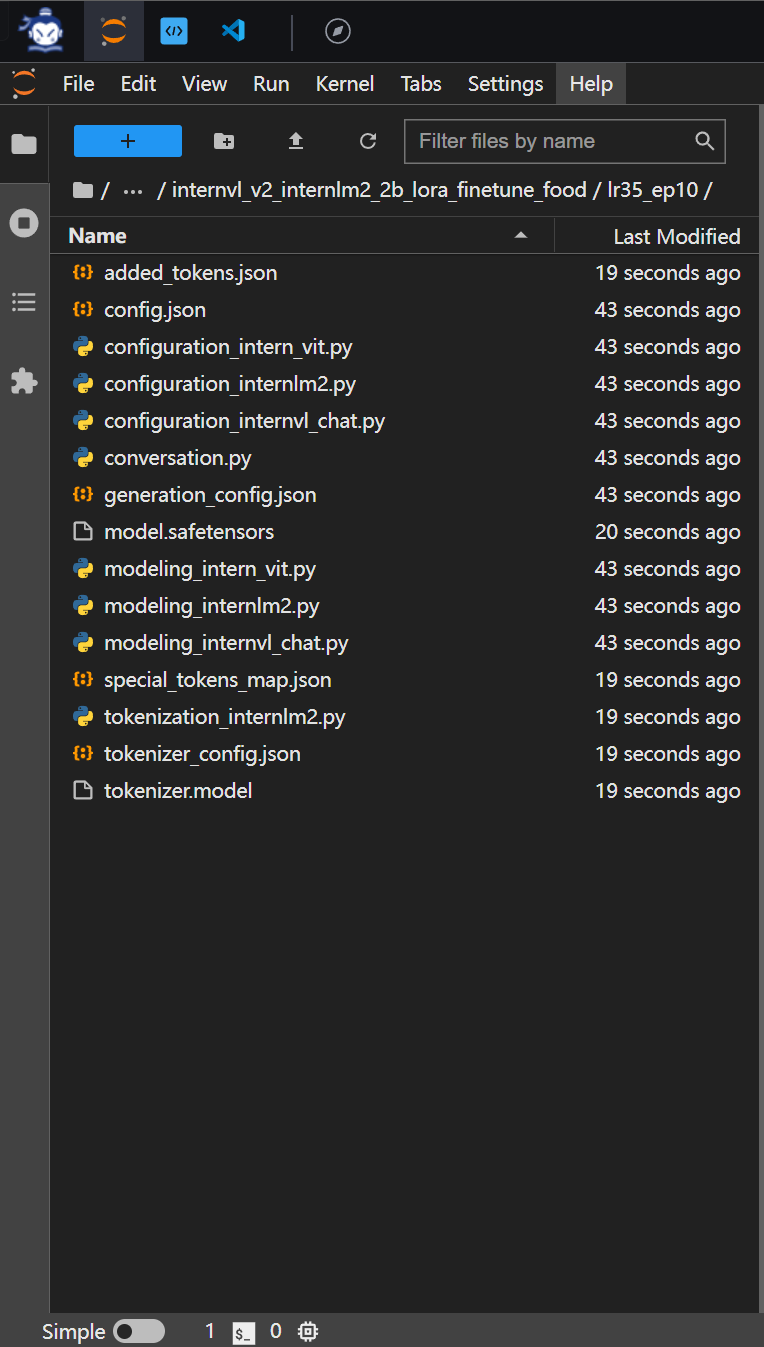 File Edit View Run Kernel Tabs Settings Help
Filter files by name
/ ... / internvl_v2_internlm2_2b_lora_finetune_food / lr35_ep10 /
Name Last Modified
added_tokens.json 19 seconds ago
config.json 43 seconds ago
configuration_intern_vit.py 43 seconds ago
configuration_internlm2.py 43 seconds ago
configuration_internvl_chat.py 43 seconds ago
conversation.py 43 seconds ago
generation_config.json 43 seconds ago
model.safetensors 20 seconds ago
modeling_intern_vit.py 43 seconds ago
modeling_internlm2.py 43 seconds ago
modeling_internvl_chat.py 43 seconds ago
special_tokens_map.json 19 seconds ago
tokenization_internlm2.py 19 seconds ago
tokenizer_config.json 19 seconds ago
tokenizer.model 19 seconds ago
Simple 1 $_ 0